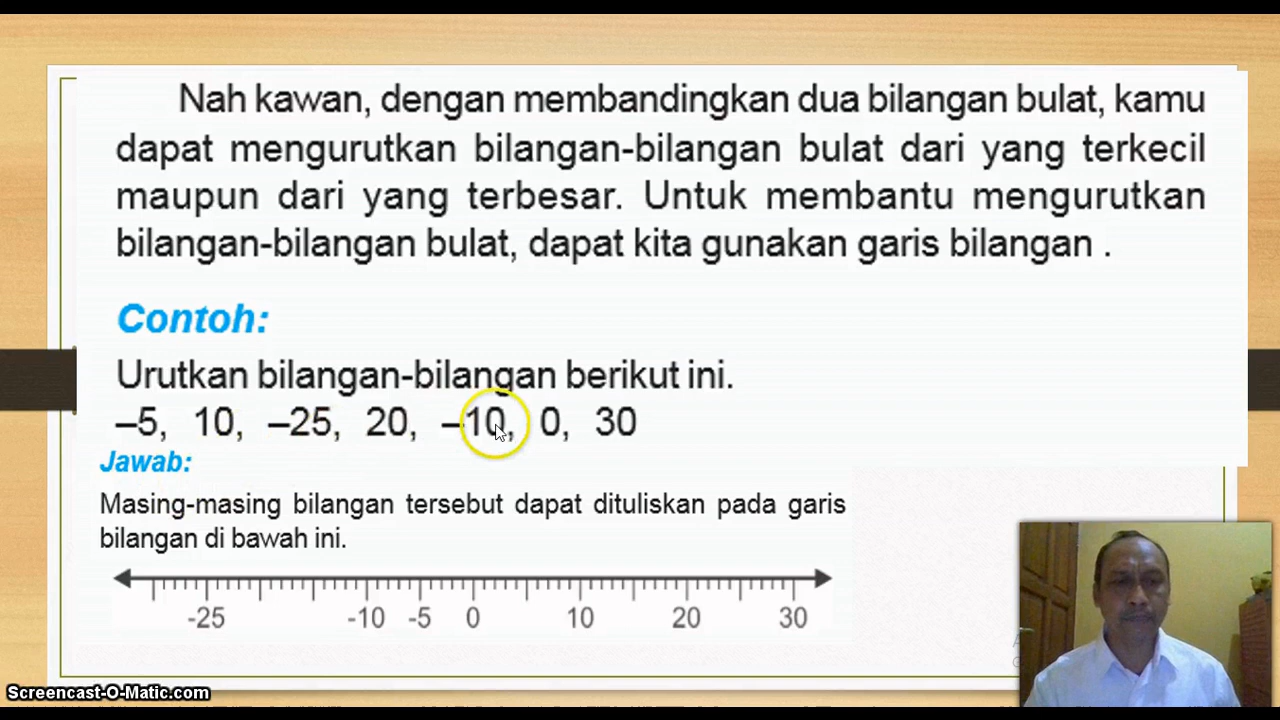 Nah kawan, dengan membandingkan dua bilangan bulat, kamu
dapat mengurutkan bilangan-bilangan bulat dari yang terkecil
maupun dari yang terbesar. Untuk membantu mengurutkan
bilangan-bilangan bulat, dapat kita gunakan garis bilangan .
Contoh:
Urutkan bilangan-bilangan berikut ini.
–5, 10, –25, 20, –10, 0, 30
Jawab:
Masing-masing bilangan tersebut dapat dituliskan pada garis
bilangan di bawah ini.
-25 -10 -5 0 10 20 30
Screencast-O-Matic.com